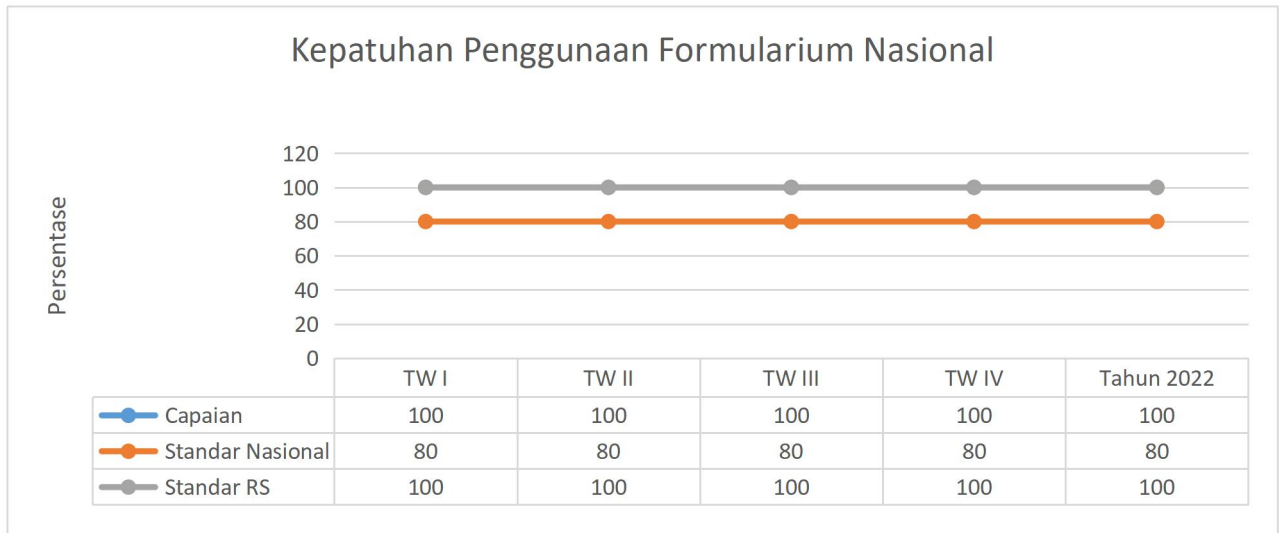 Kepatuhan Penggunaan Formularium Nasional
Persentase
120
100
80
60
40
20
0
TW I TW II TW III TW IV Tahun 2022
Capaian 100 100 100 100 100
Standar Nasional 80 80 80 80 80
Standar RS 100 100 100 100 100